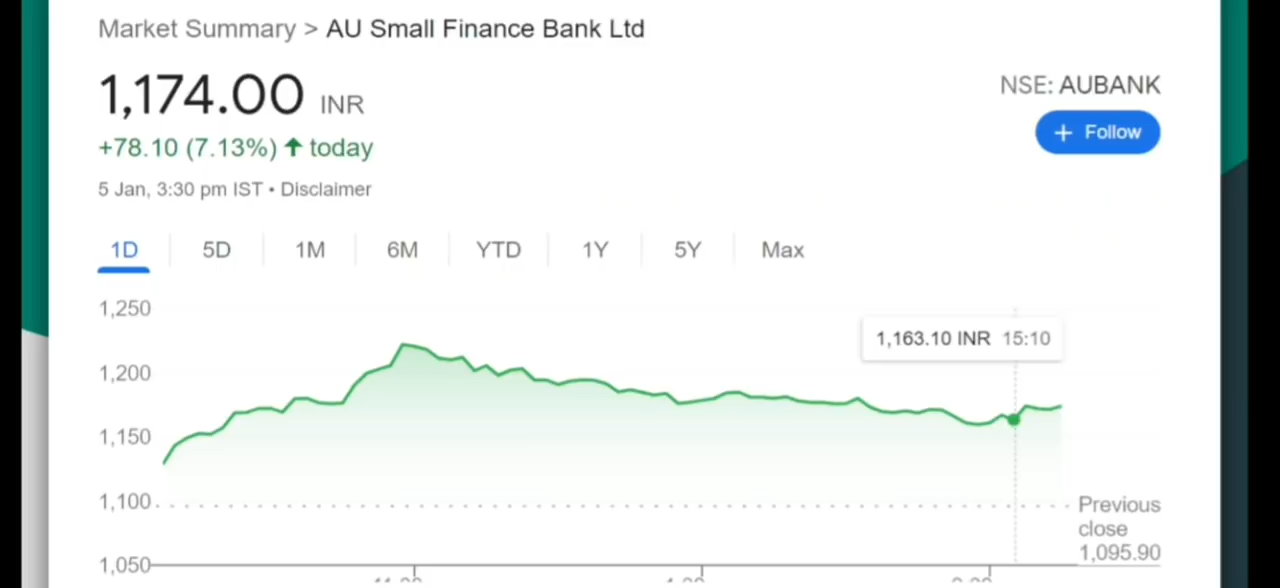 Market Summary > AU Small Finance Bank Ltd
1,174.00 INR
NSE: AUBANK
+ Follow
+78.10 (7.13%) ↑ today
5 Jan, 3:30 pm IST • Disclaimer
1D 5D 1M 6M YTD 1Y 5Y Max
1,250
1,163.10 INR 15:10
1,200
1,150
1,100
Previous
close
1,095.90
1,050